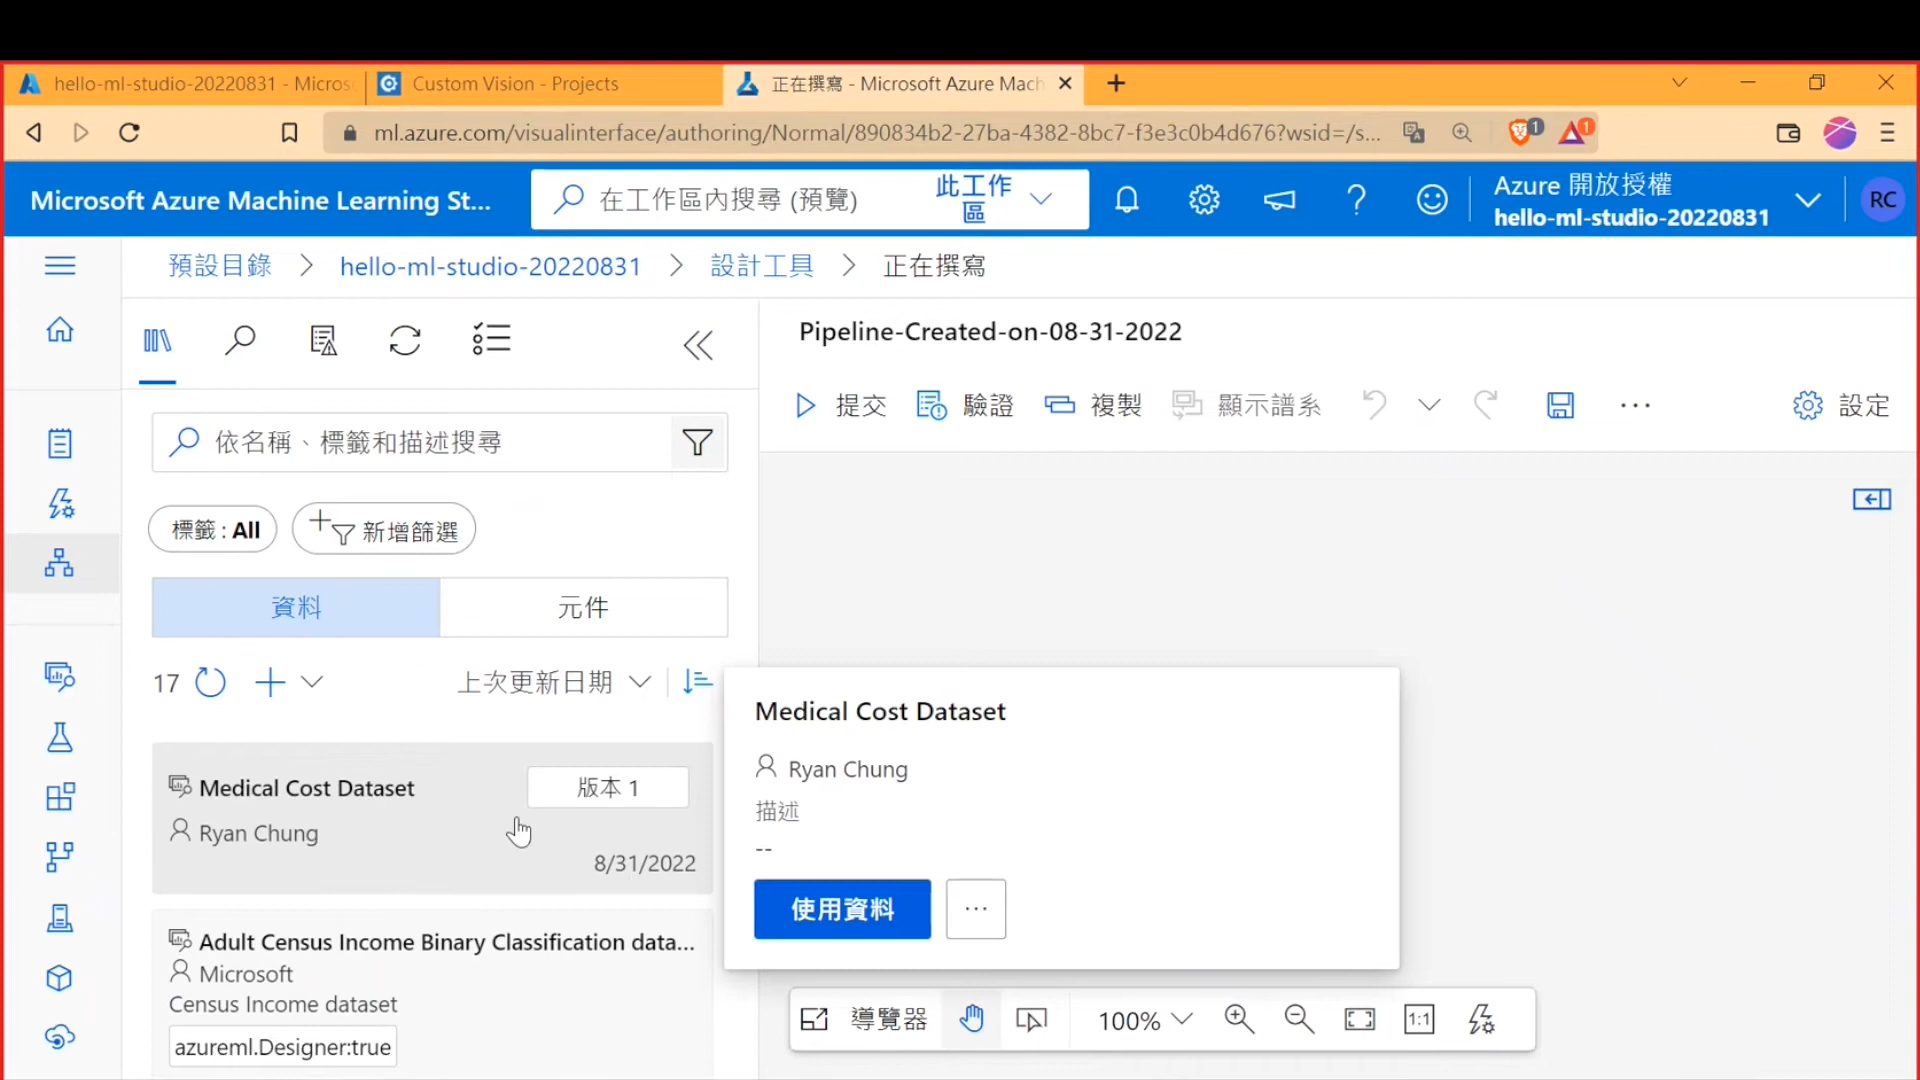 hello-ml-studio-20220831 - Micros
Custom Vision - Projects
正在撰寫 - Microsoft Azure Mach
ml.azure.com/visualinterface/authoring/Normal/890834b2-27ba-4382-8bc7-f3e3c0b4d676?wsid=/s...
1
1
Microsoft Azure Machine Learning St...
在工作區內搜尋 (預覽)
此工作
區
Azure 開放授權
hello-ml-studio-20220831
RC
預設目錄 > hello-ml-studio-20220831 > 設計工具 > 正在撰寫
Pipeline-Created-on-08-31-2022
提交
驗證
複製
顯示譜系
...
設定
依名稱、標籤和描述搜尋
標籤 : All
新增篩選
資料
元件
17
上次更新日期
Medical Cost Dataset
版本 1
Ryan Chung
8/31/2022
Medical Cost Dataset
Ryan Chung
描述
--
使用資料
...
Adult Census Income Binary Classification data...
Microsoft
Census Income dataset
azureml.Designer:true
導覽器
100%
1:1